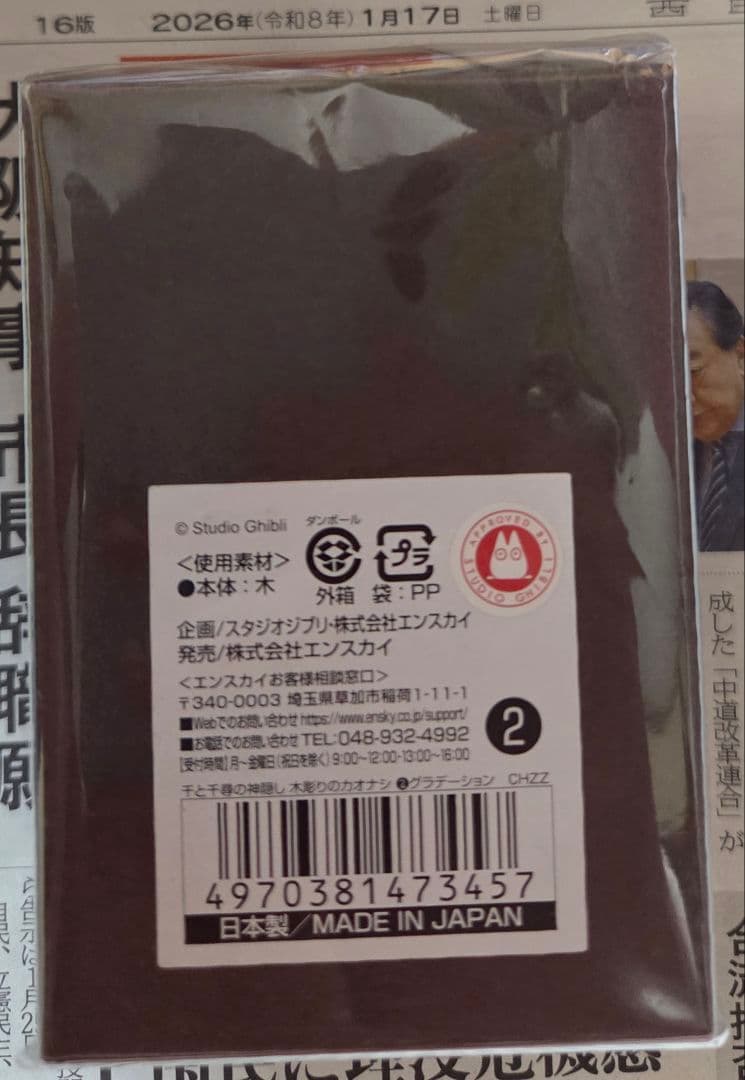 16版
2026年(令和8年)1月17日 土曜日
西
知事 市長 辞職願
© Studio Ghibli
ダンボール
プラ
外箱 袋:PP
<使用素材>
●本体:木
APPROVED BY STUDIO GHIBLI
企画/スタジオジブリ・株式会社エンスカイ
発売/株式会社エンスカイ
<エンスカイお客様相談窓口>
〒340-0003 埼玉県草加市稲荷1-11-1
■Webでのお問い合わせ https://www.ensky.co.jp/support/
■お電話でのお問い合わせ TEL:048-932-4992
【受付時間】月~金曜日(祝日を除く)9:00~12:00・13:00~16:00
2
千と千尋の神隠し 木彫りのカオナシ ❷グラデーション CHZZ
4970381473457
日本製/MADE IN JAPAN
成した「中道改革連合」が